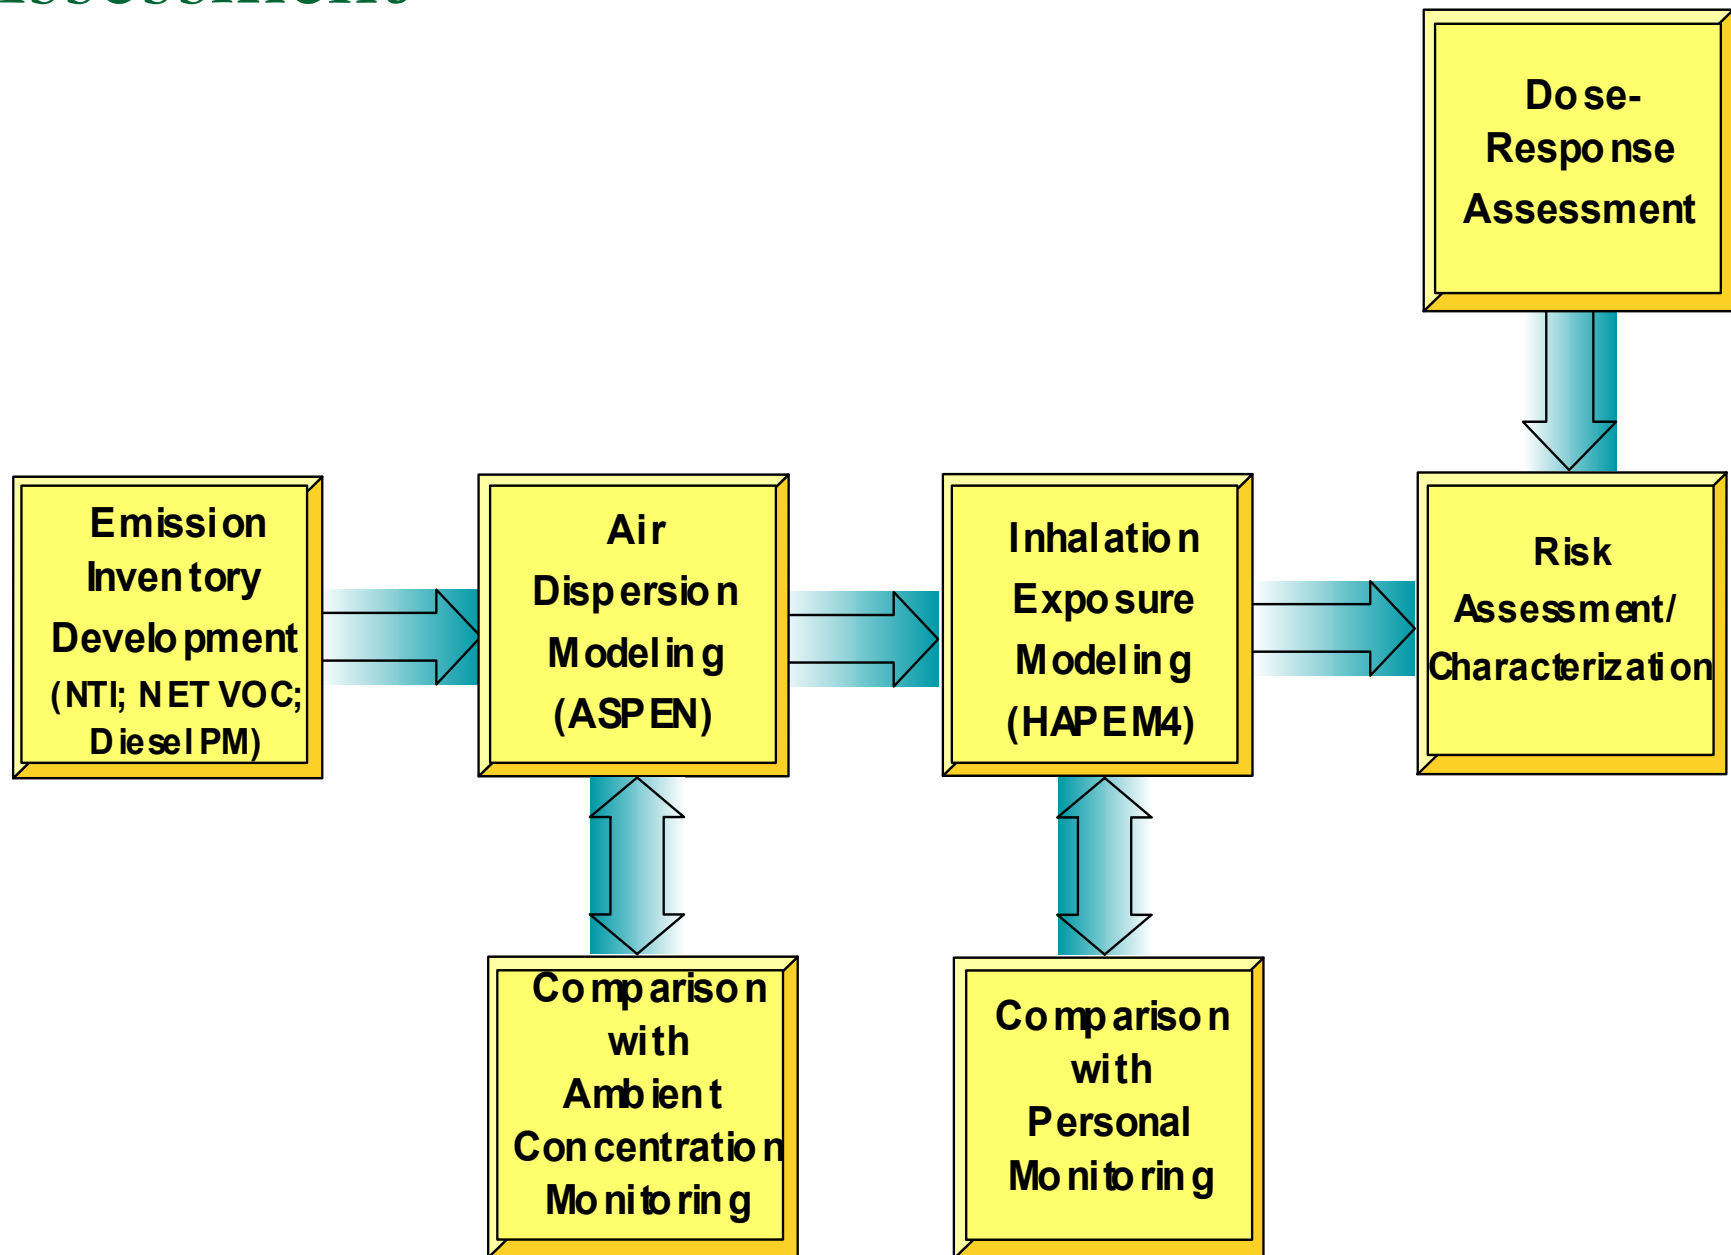 Dose-
Response
Assessment
Emission
Inventory
Development
(NTI; NET VOC;
Diesel PM)
Air
Dispersion
Modeling
(ASPEN)
Inhalation
Exposure
Modeling
(HAPEM4)
Risk
Assessment/
Characterization
Comparison
with
Ambient
Concentration
Monitoring
Comparison
with
Personal
Monitoring